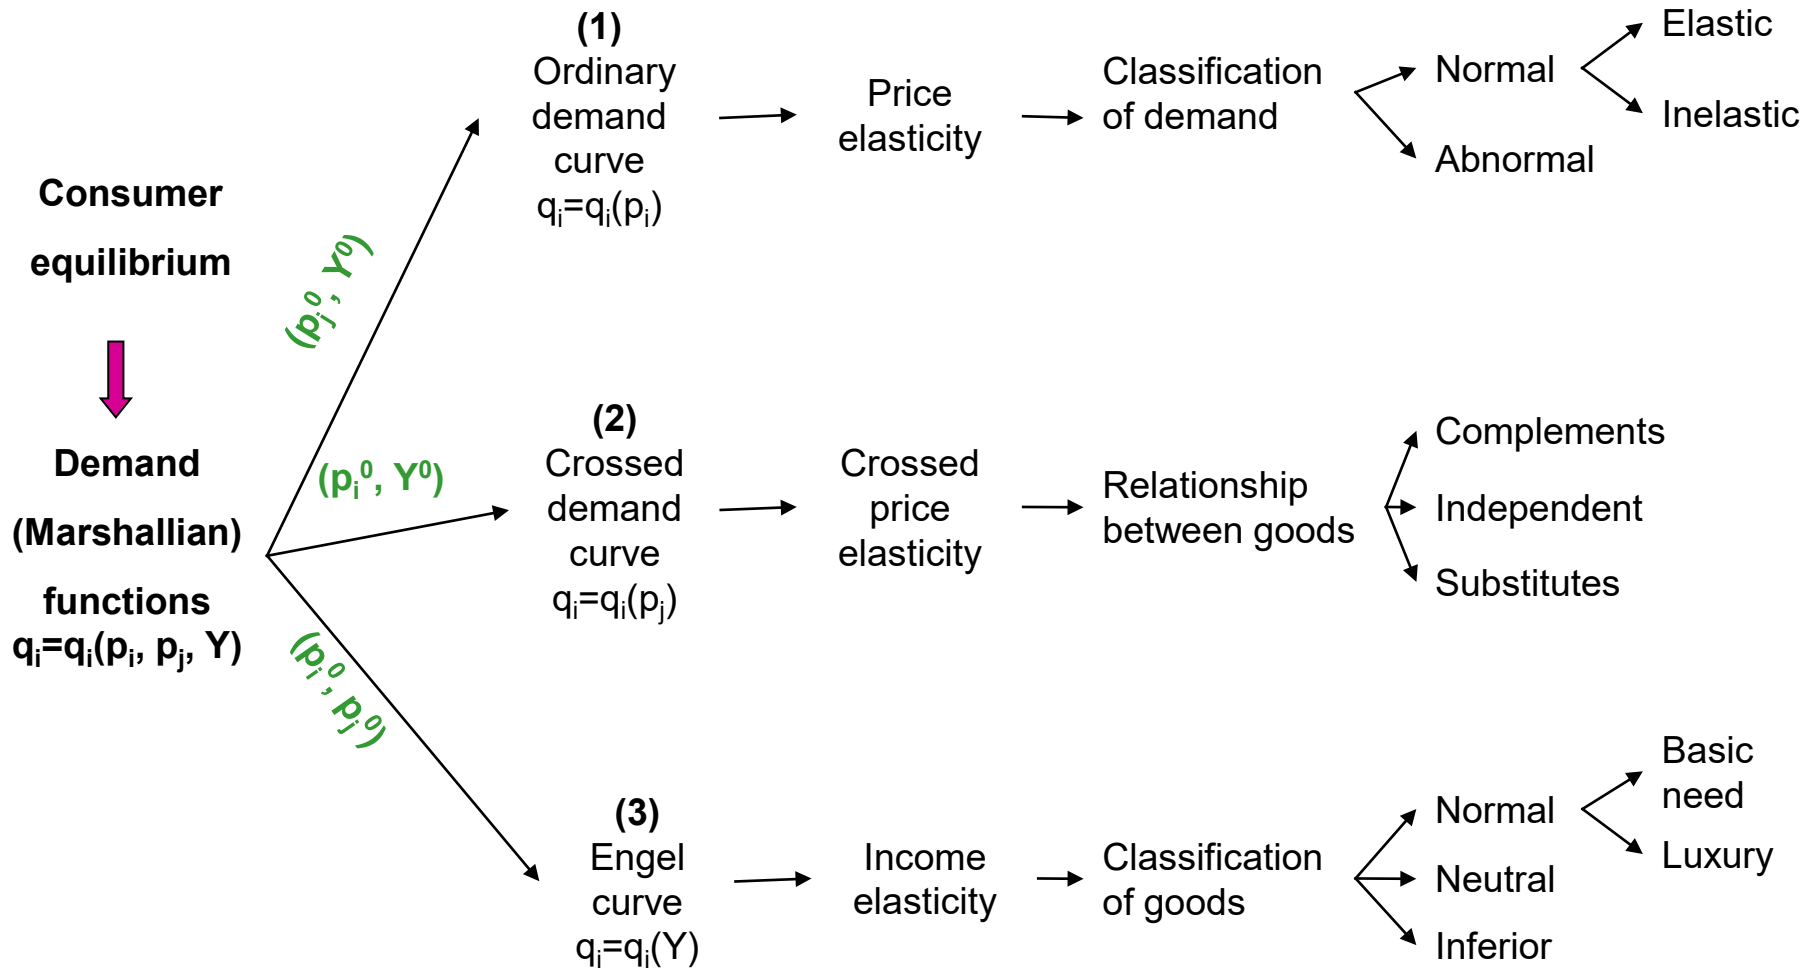 Consumer
equilibrium
Demand
(Marshallian)
functions
qᵢ=qᵢ(pᵢ, pⱼ, Y)
(pⱼ⁰, Y⁰)
(pᵢ⁰, Y⁰)
(pᵢ⁰, pⱼ⁰)
(1)
Ordinary
demand
curve
qᵢ=qᵢ(pᵢ)
Price
elasticity
Classification
of demand
Normal
Abnormal
Elastic
Inelastic
(2)
Crossed
demand
curve
qᵢ=qᵢ(pⱼ)
Crossed
price
elasticity
Relationship
between goods
Complements
Independent
Substitutes
(3)
Engel
curve
qᵢ=qᵢ(Y)
Income
elasticity
Classification
of goods
Normal
Neutral
Inferior
Basic
need
Luxury